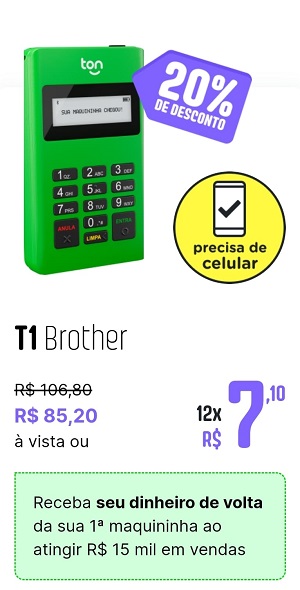 ton
20%
DE DESCONTO
SUA MAQUININHA CHEGOU!
1 QZ 2 ABC 3 DEF
4 GHI 5 JKL 6 MNO
7 PRS 8 TUV 9 WXY
ANULA 0 ENTRA
LIMPA
precisa de
celular
T1 Brother
R$ 106,80
R$ 85,20
à vista ou
12x R$ 7,10
Receba seu dinheiro de volta
da sua 1ª maquininha ao
atingir R$ 15 mil em vendas